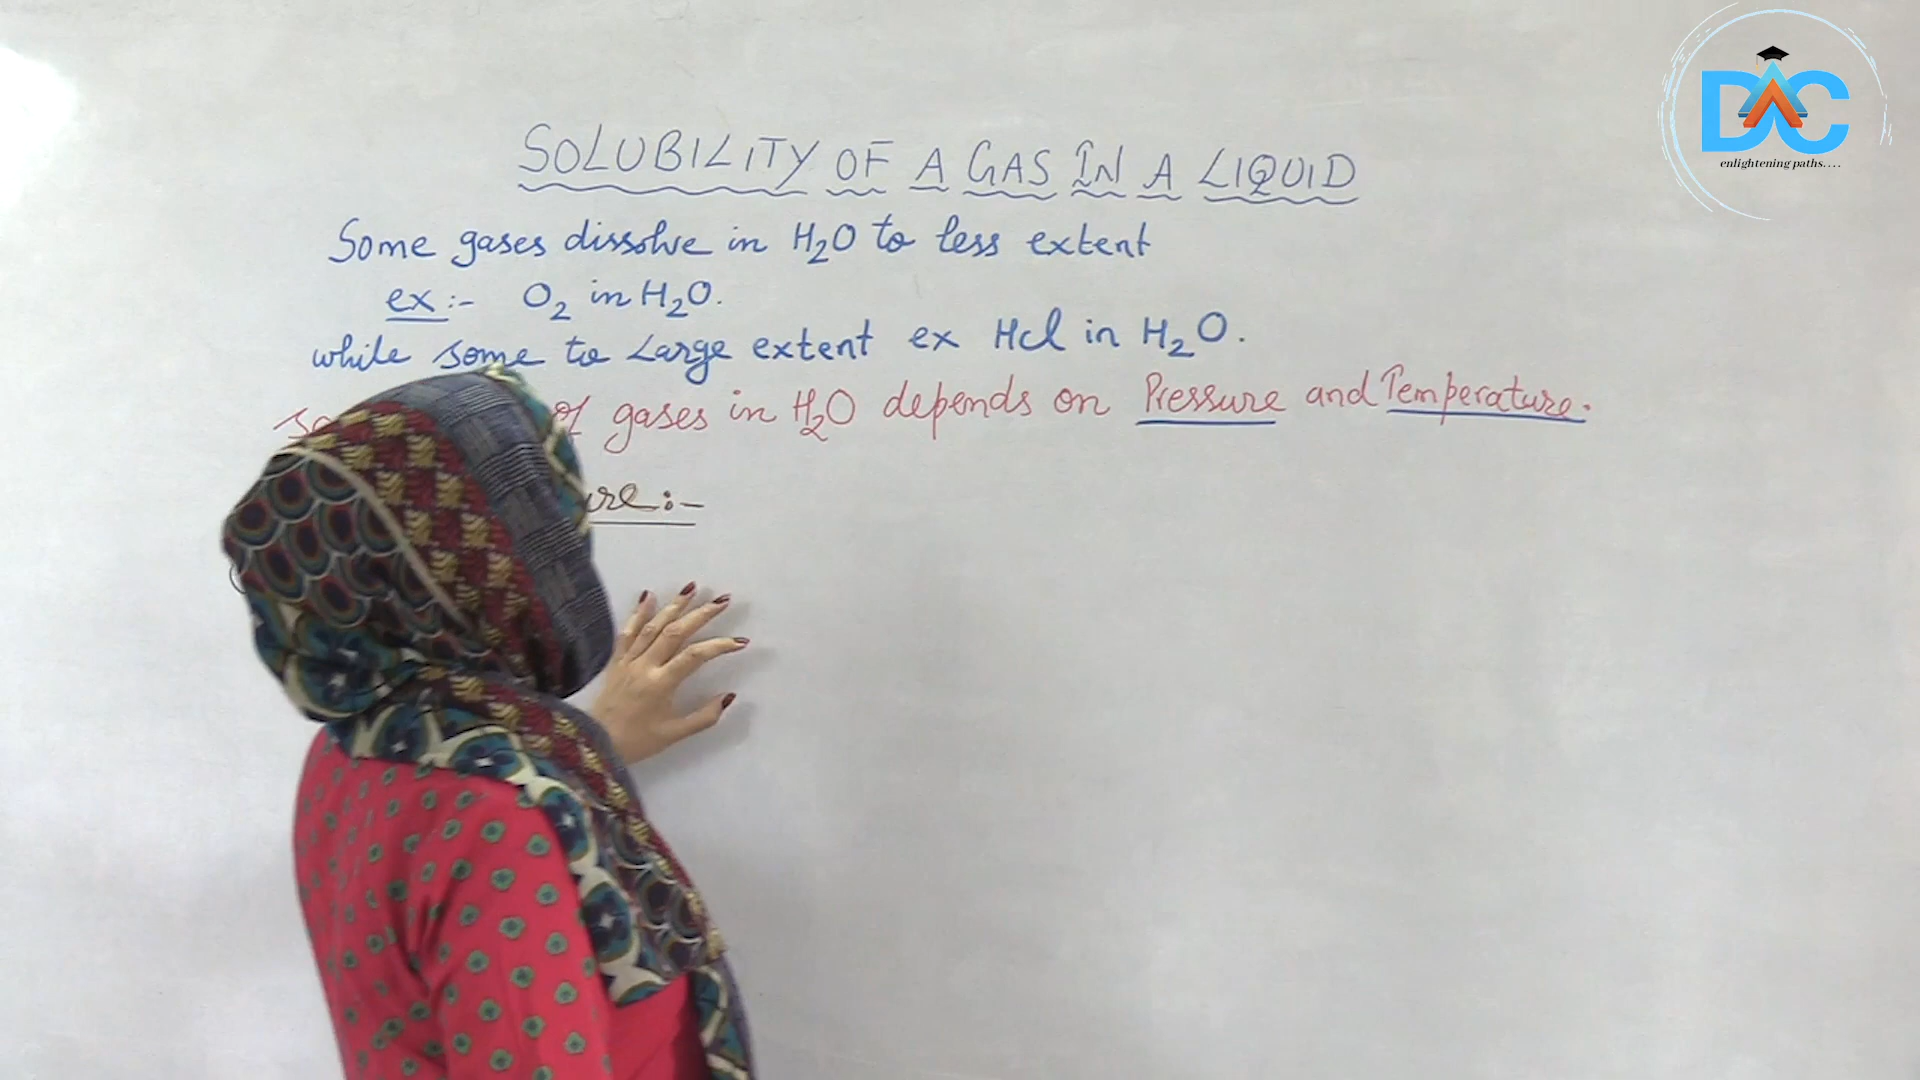 SOLUBILITY OF A GAS IN A LIQUID
Some gases dissolve in H2O to less extent
ex:- O2 in H2O.
while some to Large extent ex Hcl in H2O.
of gases in H2O depends on Pressure and Temperature.
DAC
enlightening paths....